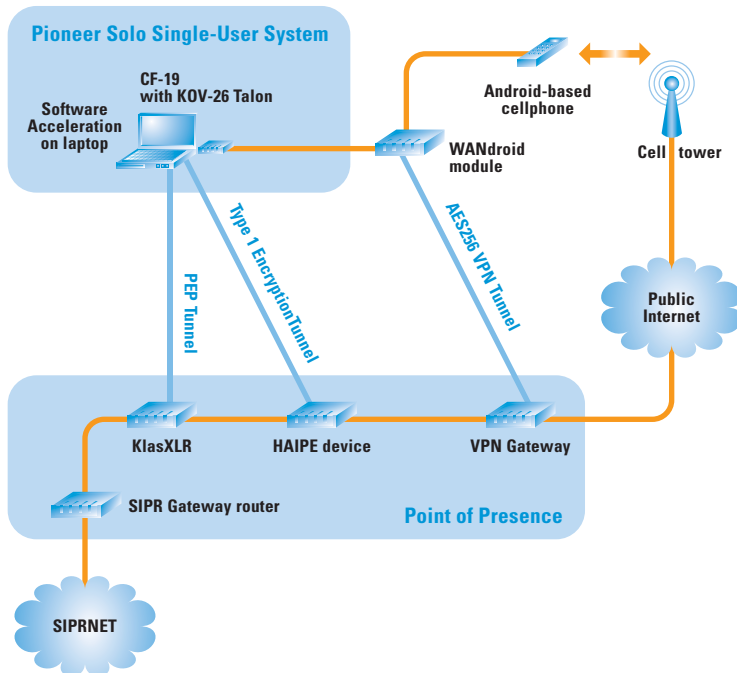 Pioneer Solo Single-User System
CF-19
with KOV-26 Talon
Software
Acceleration
on laptop
Android-based
cellphone
WANdroid
module
Cell tower
Type 1 EncryptionTunnel
AES256 VPN Tunnel
PEP Tunnel
Public
Internet
KlasXLR
HAIPE device
VPN Gateway
SIPR Gateway router
Point of Presence
SIPRNET